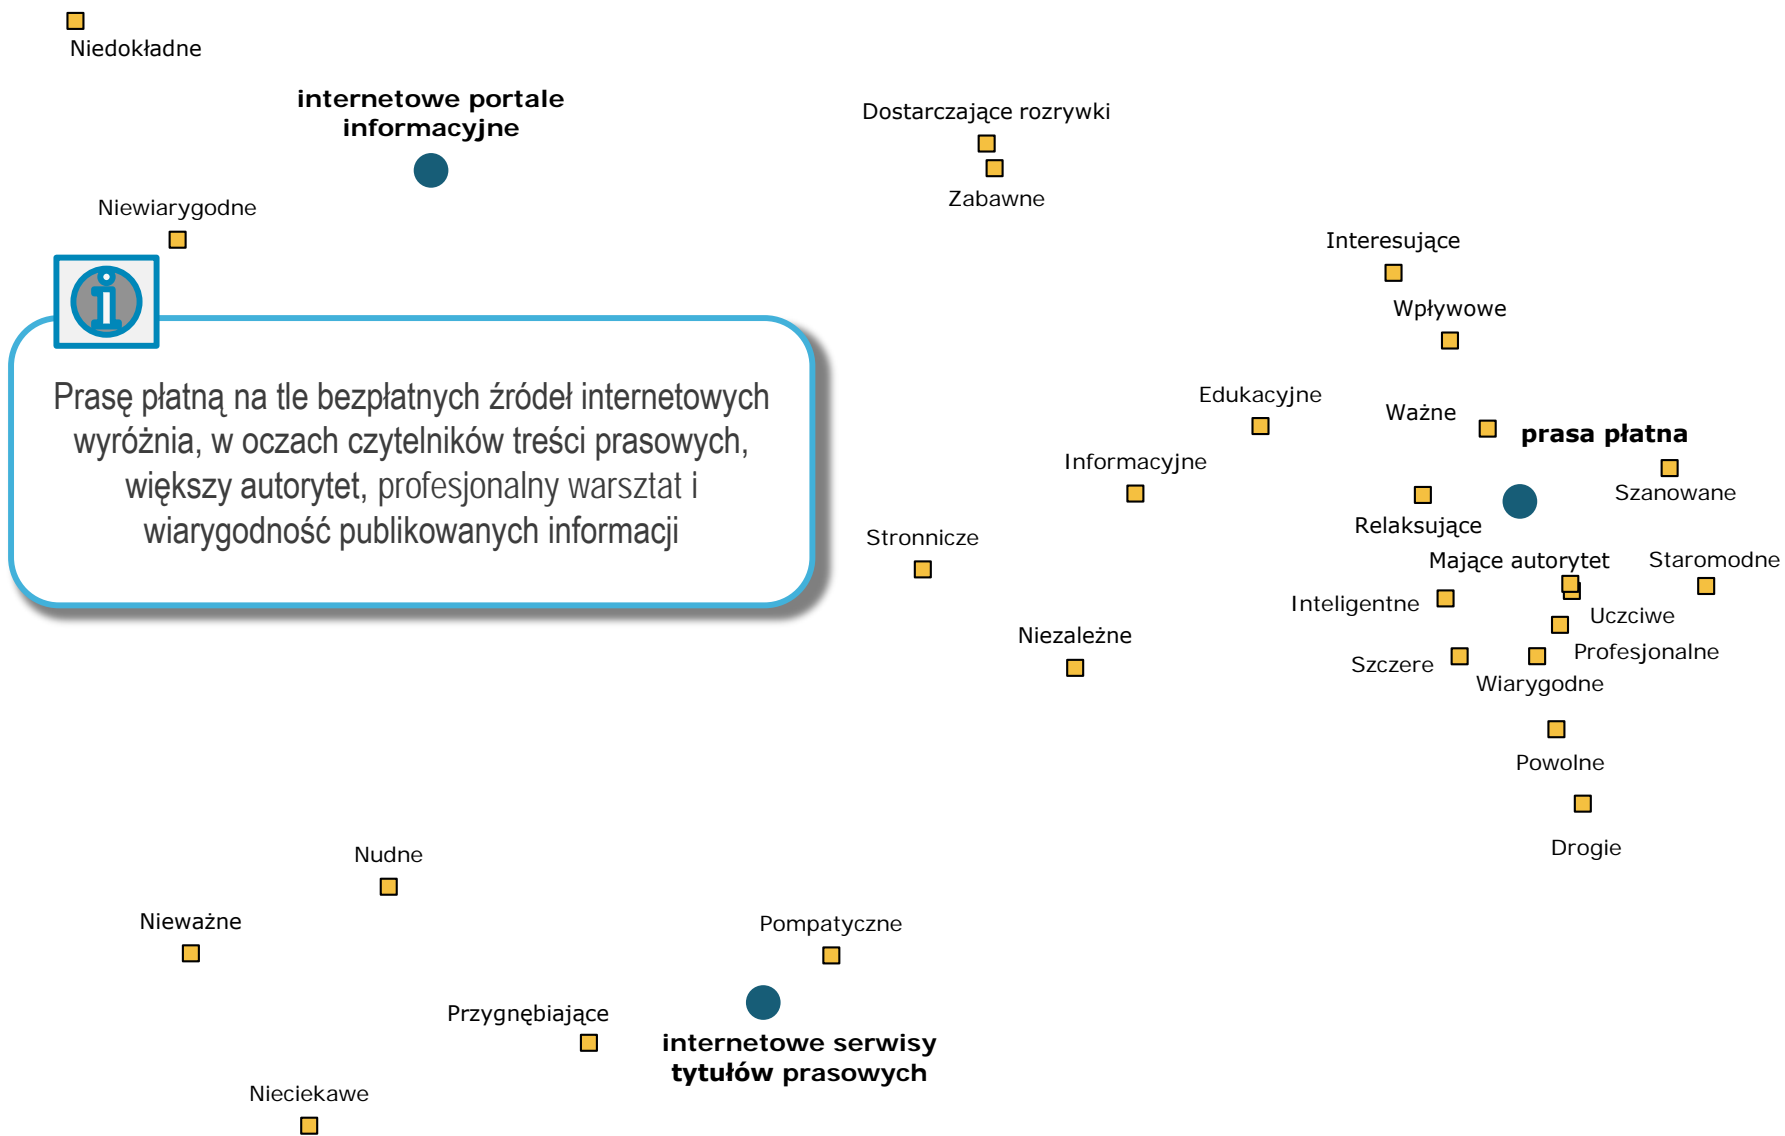 Niedokładne
internetowe portale
informacyjne
Dostarczające rozrywki
Zabawne
Niewiarygodne
Interesujące
Wpływowe
Prasę płatną na tle bezpłatnych źródeł internetowych
wyróżnia, w oczach czytelników treści prasowych,
większy autorytet, profesjonalny warsztat i
wiarygodność publikowanych informacji
Edukacyjne
Ważne
prasa płatna
Informacyjne
Szanowane
Relaksujące
Stronnicze
Mające autorytet
Staromodne
Inteligentne
Uczciwe
Niezależne
Szczere
Profesjonalne
Wiarygodne
Powolne
Drogie
Nudne
Nieważne
Pompatyczne
Przygnębiające
internetowe serwisy
tytułów prasowych
Nieciekawe